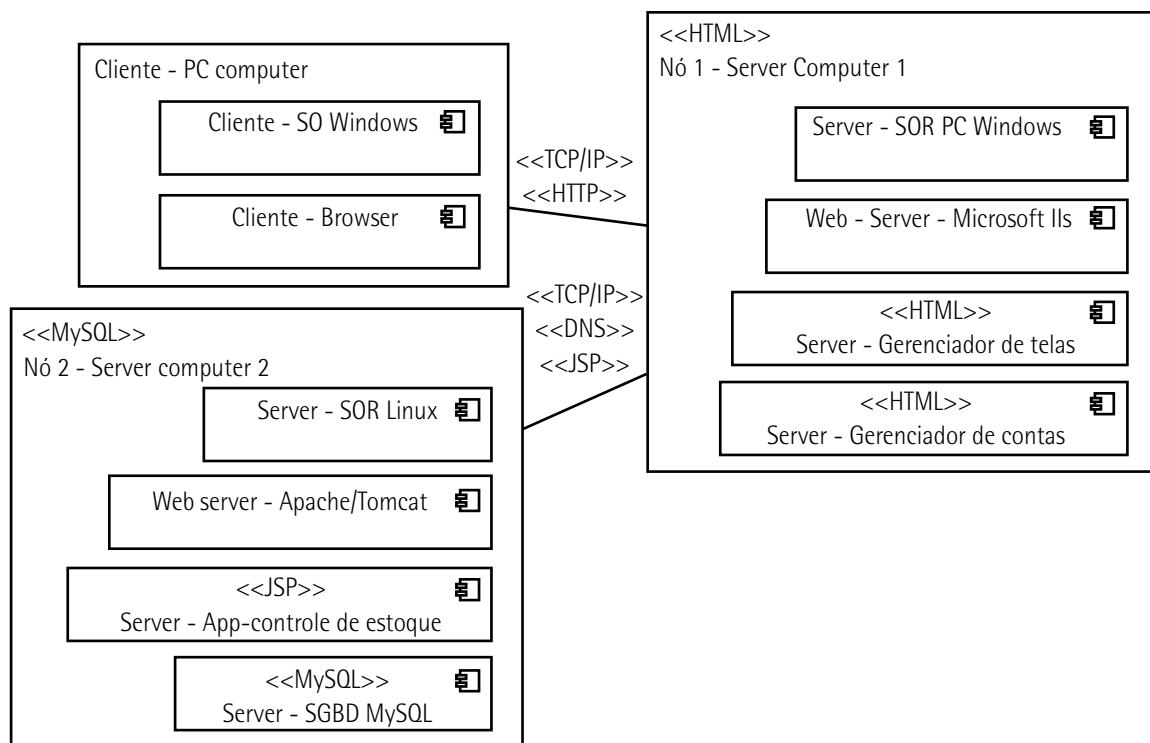 Cliente - PC computer
Cliente - SO Windows
Cliente - Browser
<<TCP/IP>>
<<HTTP>>
<<HTML>>
Nó 1 - Server Computer 1
Server - SOR PC Windows
Web - Server - Microsoft IIs
<<HTML>>
Server - Gerenciador de telas
<<HTML>>
Server - Gerenciador de contas
<<TCP/IP>>
<<DNS>>
<<JSP>>
<<MySQL>>
Nó 2 - Server computer 2
Server - SOR Linux
Web server - Apache/Tomcat
<<JSP>>
Server - App-controle de estoque
<<MySQL>>
Server - SGBD MySQL